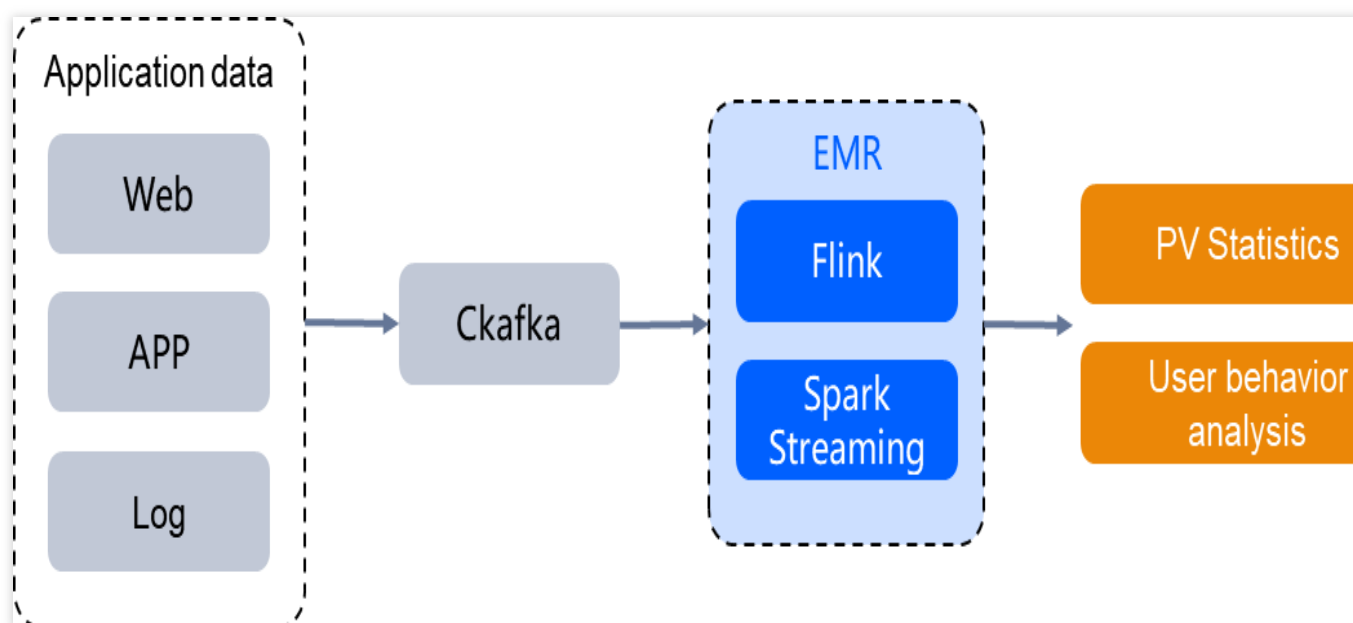 Application data
Web
APP
Log
Ckafka
EMR
Flink
Spark
Streaming
PV Statistics
User behavior
analysis